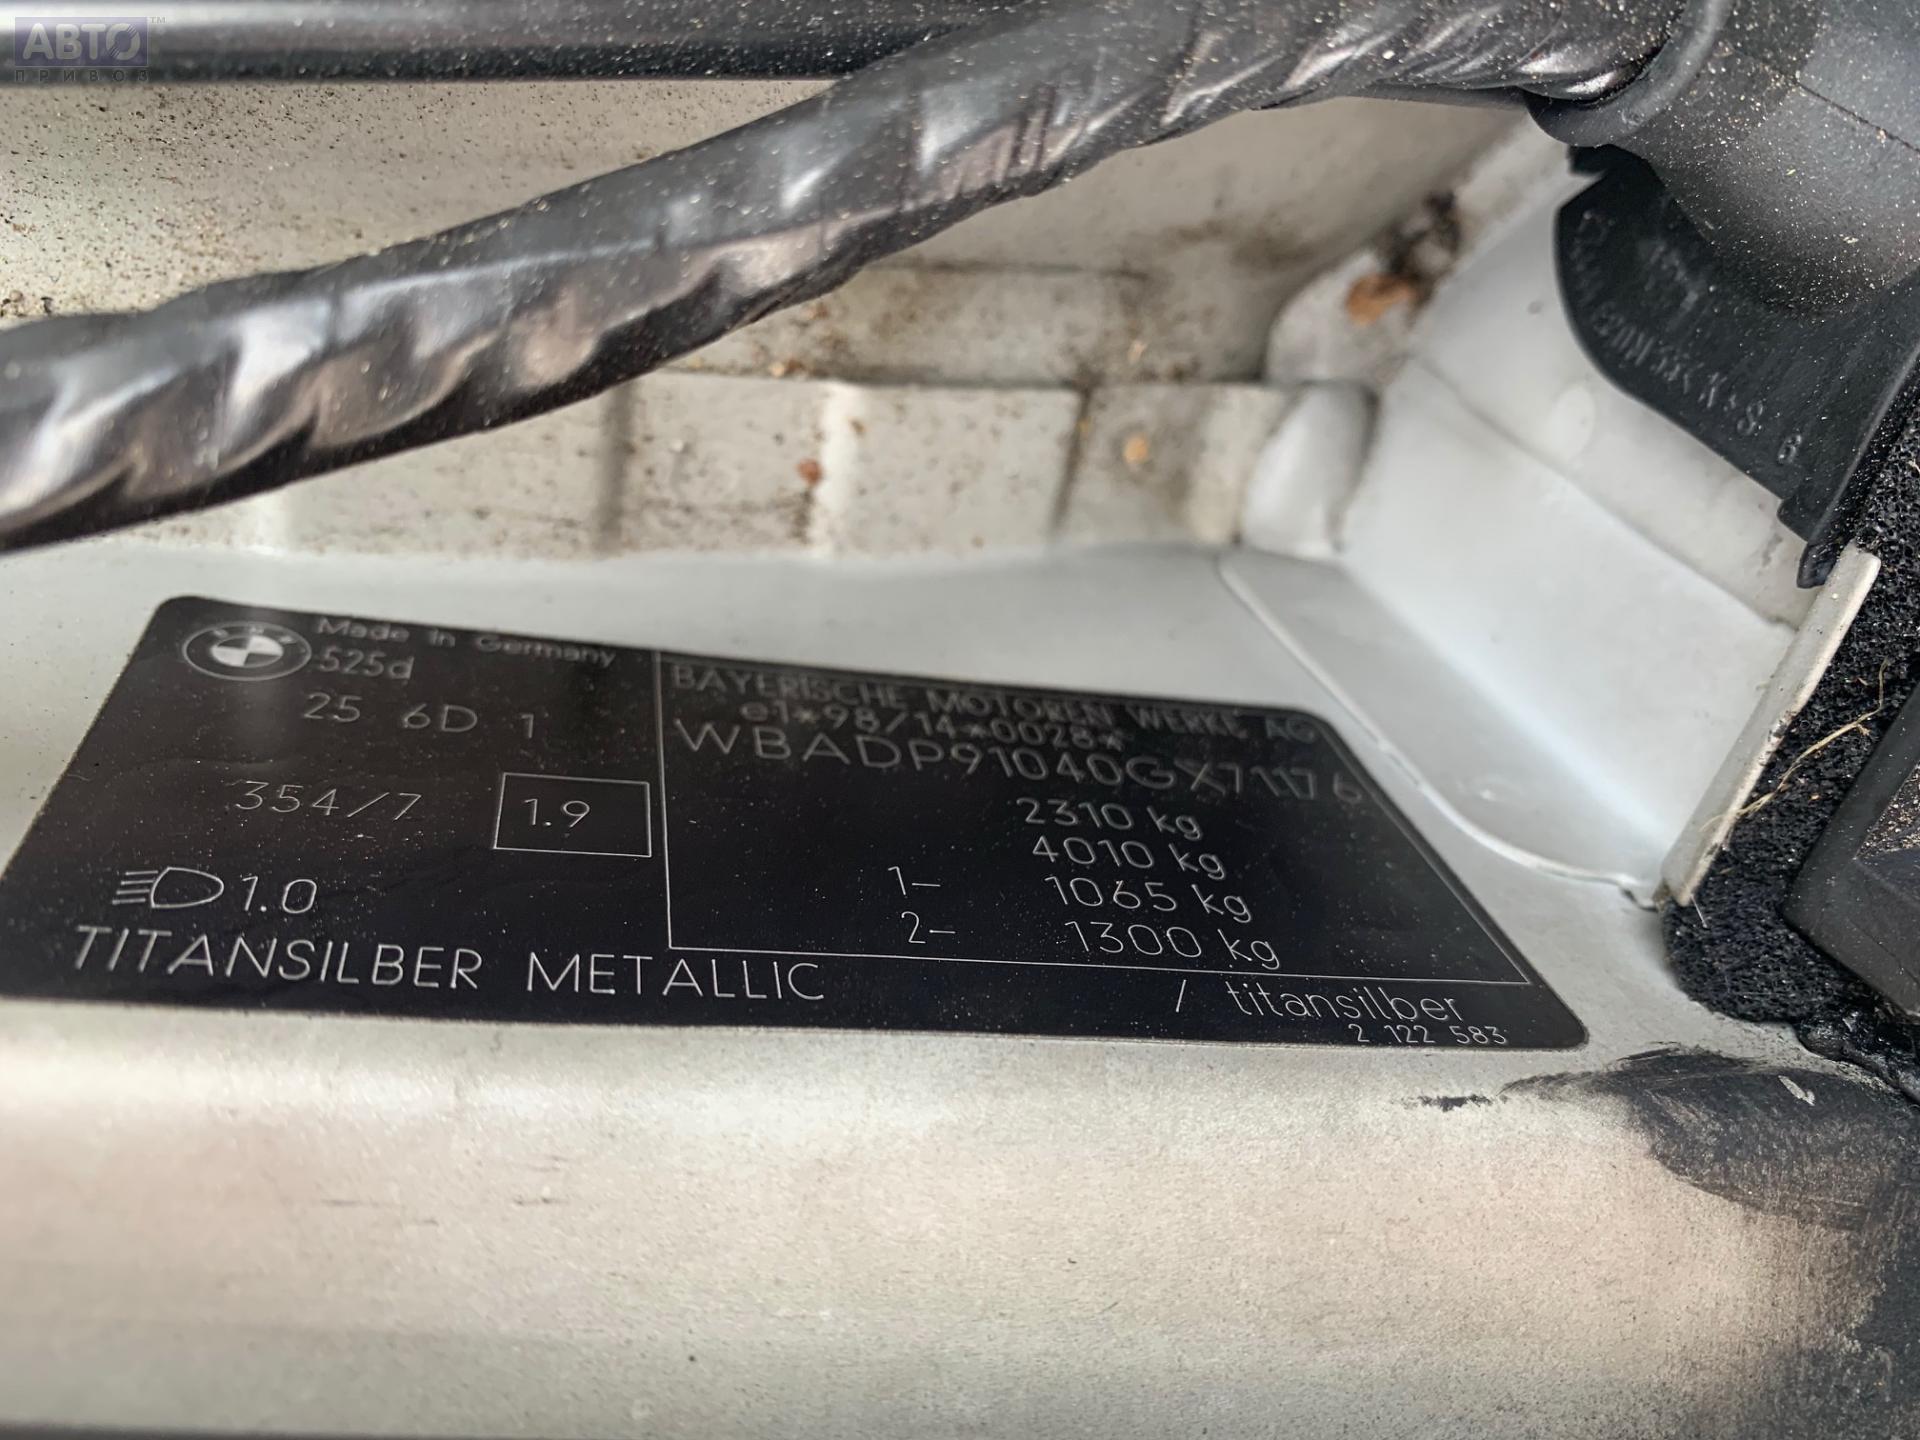 АВТО™
ПРИВОЗ
Made in Germany
525d
25 6D 1
354/7
1.9
1.0
TITANSILBER METALLIC
BAYERISCHE MOTOREN WERKE AG
e1*98/14*0028*
WBADP91040GX71176
2310 kg
4010 kg
1– 1065 kg
2– 1300 kg
/ titansilber
2 122 583